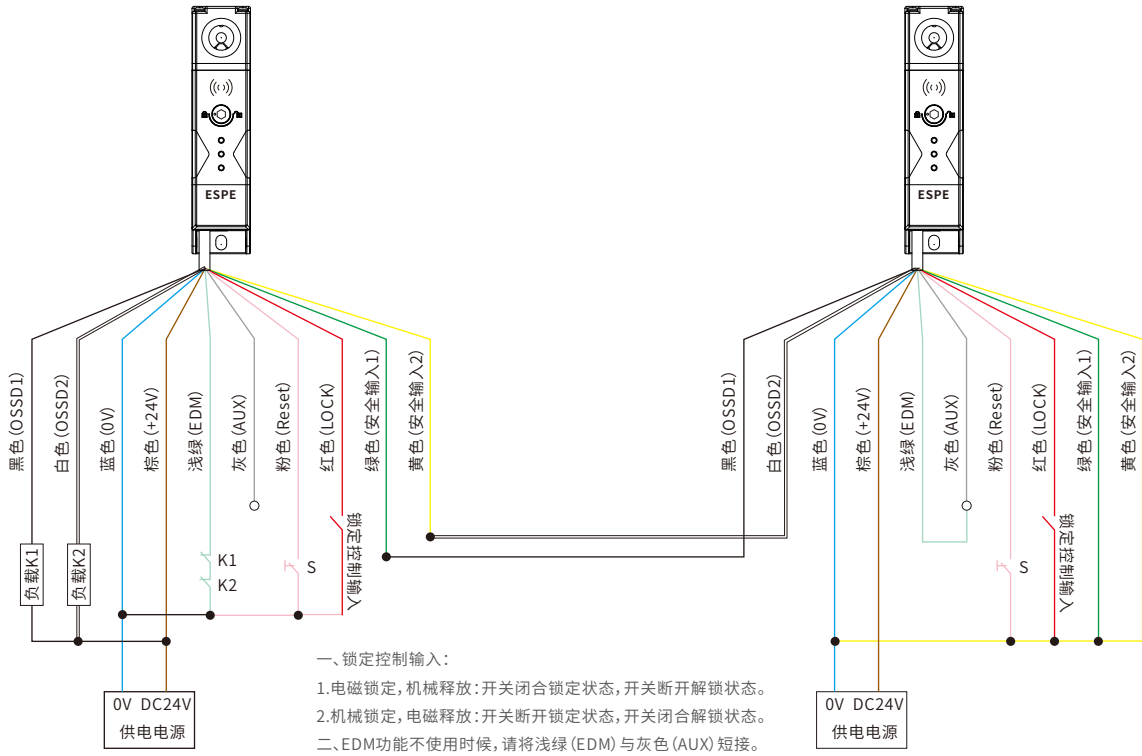 ESPE
ESPE
黑色(OSSD1)
白色(OSSD2)
蓝色(0V)
棕色(+24V)
浅绿(EDM)
灰色(AUX)
粉色(Reset)
红色(LOCK)
绿色(安全输入1)
黄色(安全输入2)
黑色(OSSD1)
白色(OSSD2)
蓝色(0V)
棕色(+24V)
浅绿(EDM)
灰色(AUX)
粉色(Reset)
红色(LOCK)
绿色(安全输入1)
黄色(安全输入2)
负载K1
负载K2
K1
K2
S
锁定控制输入
S
锁定控制输入
0V DC24V
供电电源
0V DC24V
供电电源
一、锁定控制输入:
1.电磁锁定,机械释放:开关闭合锁定状态,开关断开解锁状态。
2.机械锁定,电磁释放:开关断开锁定状态,开关闭合解锁状态。
二、EDM功能不使用时候,请将浅绿(EDM)与灰色(AUX)短接。